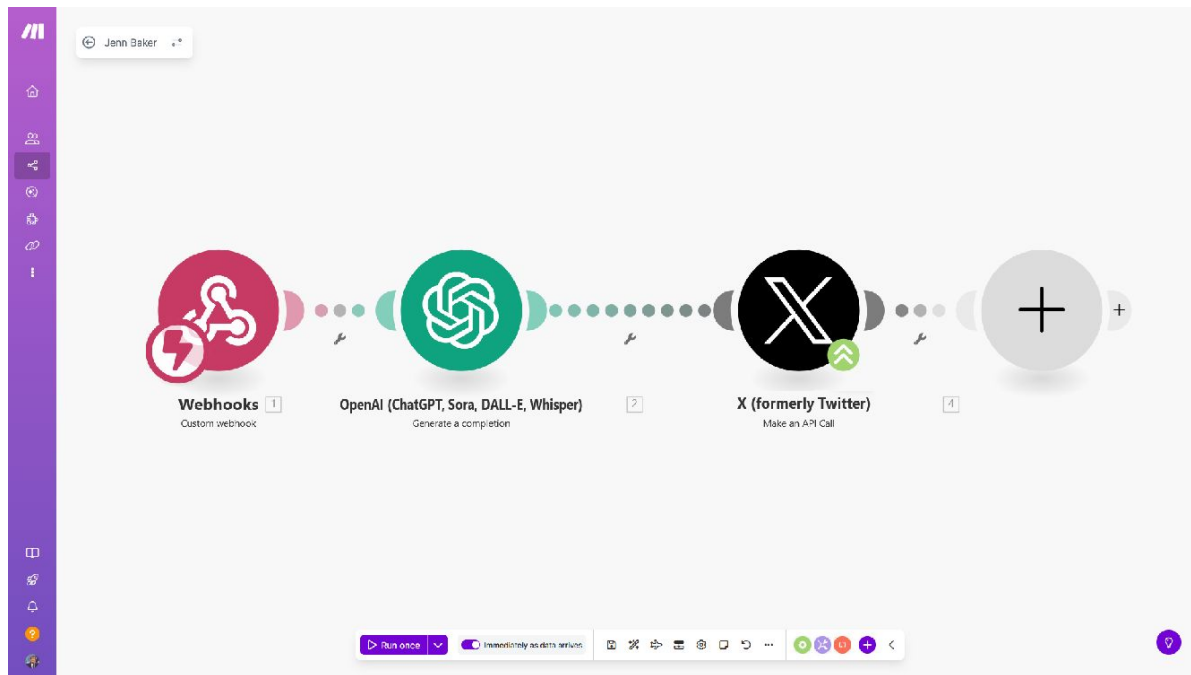 Jenn Baker
Webhooks 1
Custom webhook
OpenAI (ChatGPT, Sora, DALL-E, Whisper) 2
Generate a completion
X (formerly Twitter) 4
Make an API Call
Run once
Immediately as data arrives